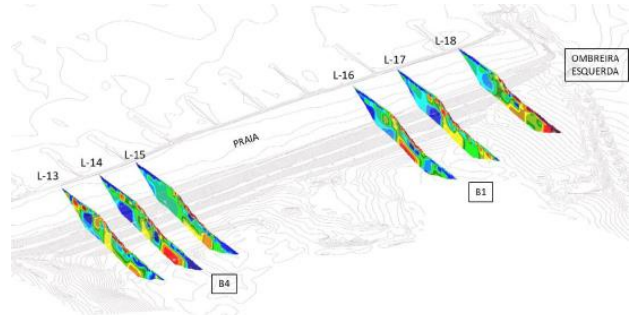 L-18
L-17
L-16
OMBREIRA
ESQUERDA
PRAIA
L-15
L-14
L-13
B1
B4